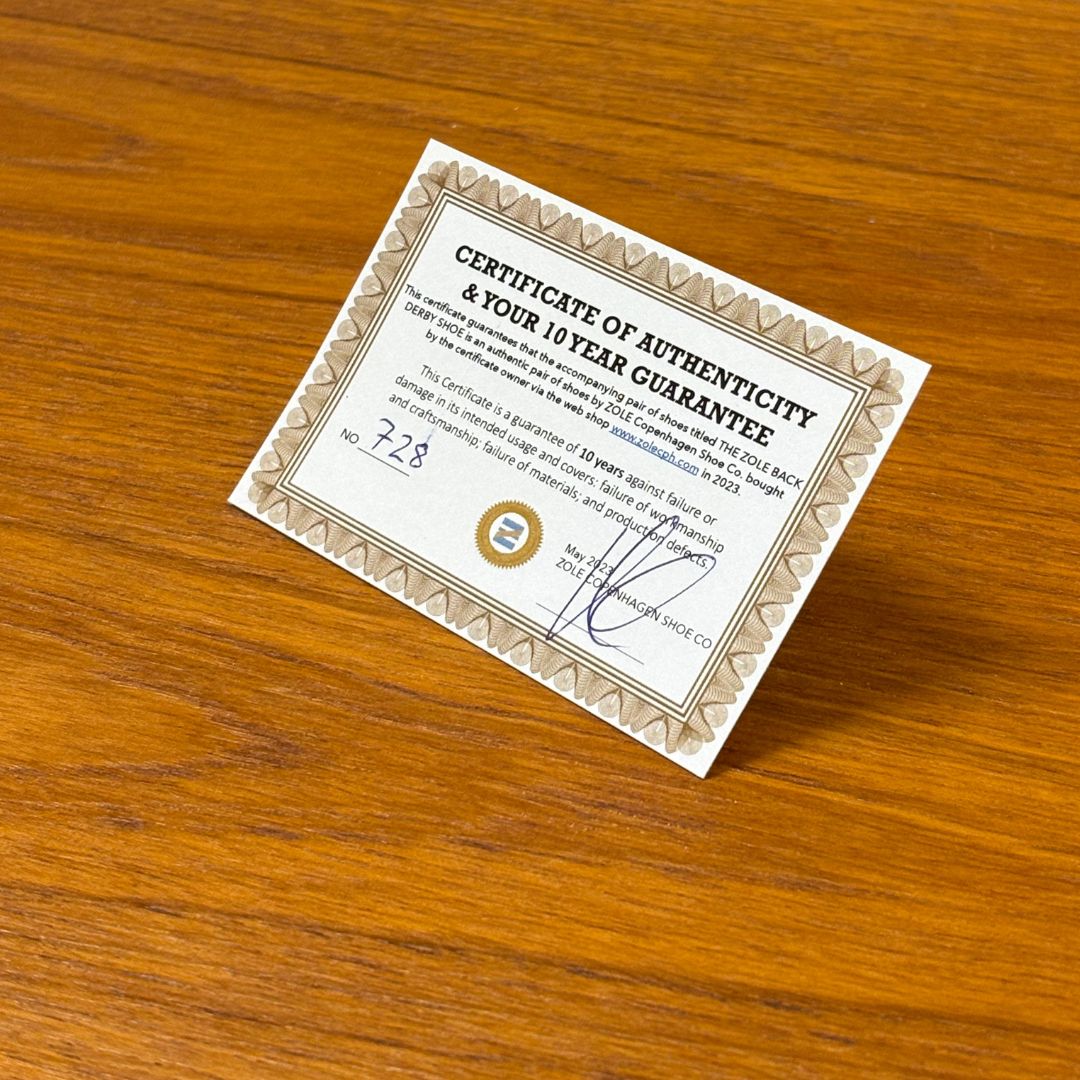 CERTIFICATE OF AUTHENTICITY
& YOUR 10 YEAR GUARANTEE
This certificate guarantees that the accompanying pair of shoes titled THE ZOLE BACK
DERBY SHOE is an authentic pair of shoes by ZOLE Copenhagen Shoe Co. bought
by the certificate owner via the web shop www.zolecph.com in 2023.
This Certificate is a guarantee of 10 years against failure or
damage in its intended usage and covers: failure of workmanship
and craftsmanship; failure of materials; and production defects.
NO 728
May 2023
ZOLE COPENHAGEN SHOE CO